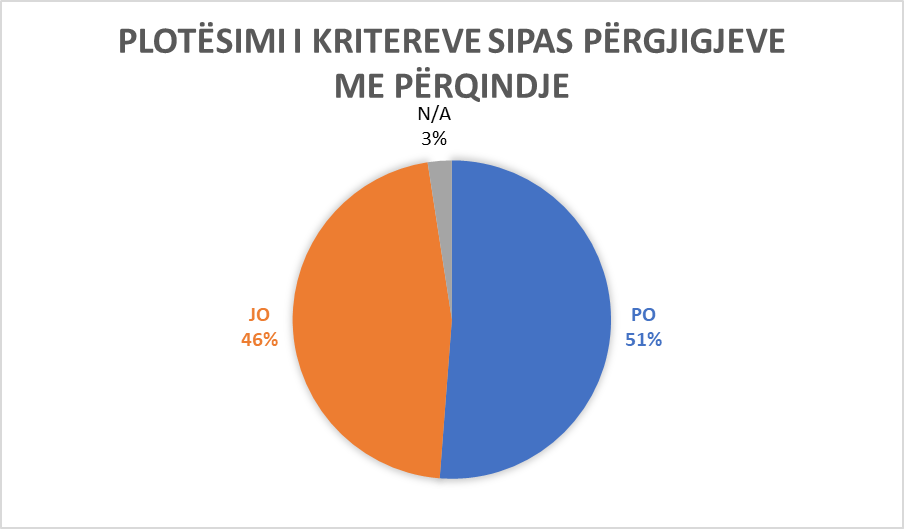 PLOTËSIMI I KRITEREVE SIPAS PËRGJIGJEVE
ME PËRQINDJE
N/A
3%
JO
46%
PO
51%